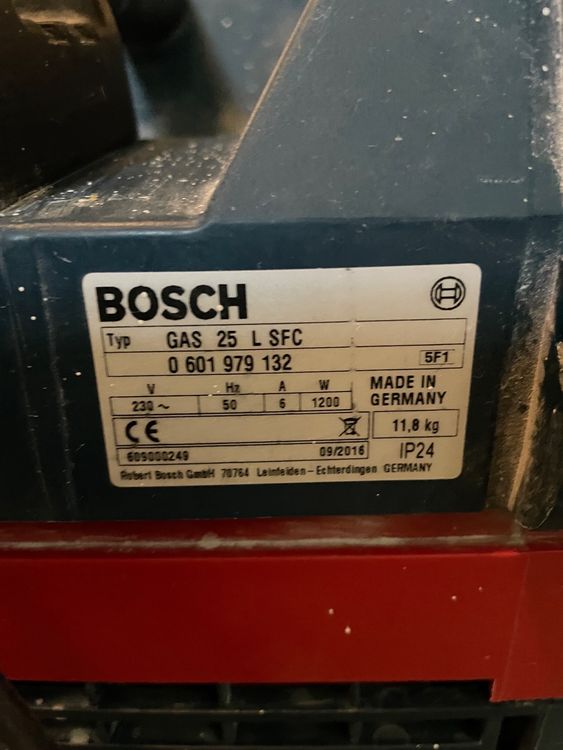 BOSCH
Typ GAS 25 L SFC
0 601 979 132 5F1
V Hz A W
230 ~ 50 6 1200
MADE IN
GERMANY
CE 11,8 kg
609000249 09/2016 IP24
Robert Bosch GmbH 70764 Leinfelden - Echterdingen GERMANY